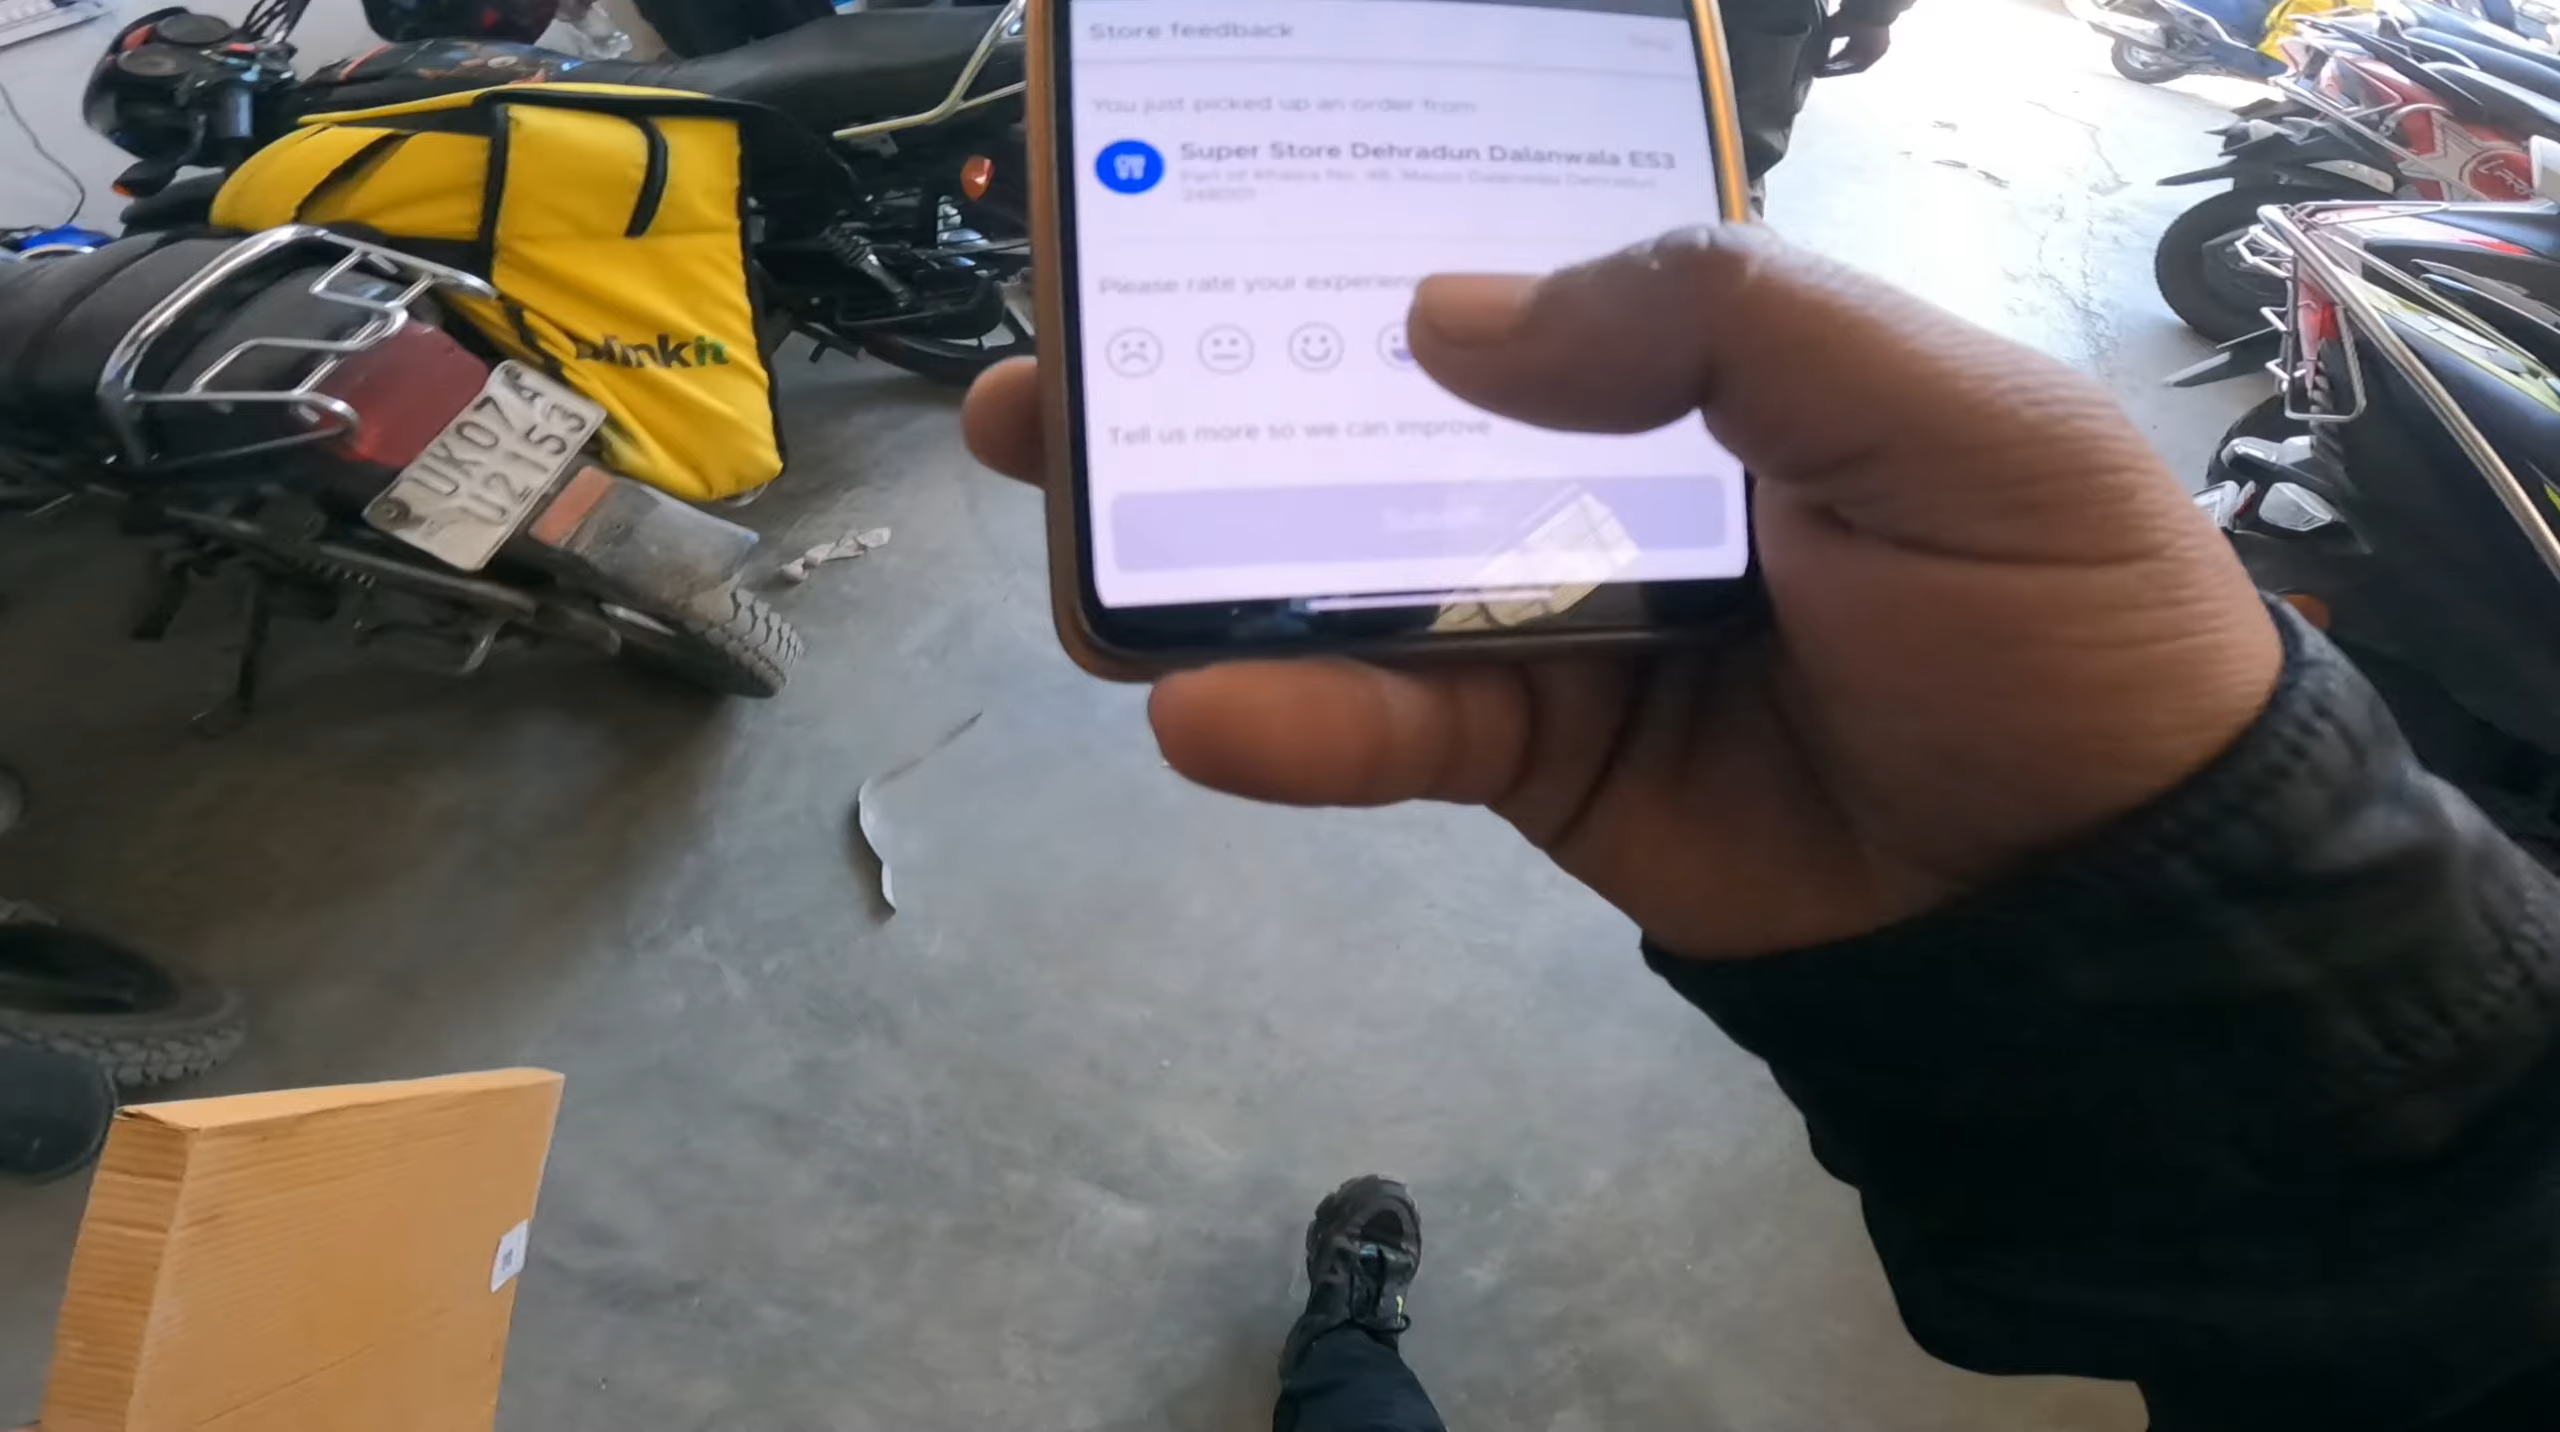 Store feedback
You just picked up an order from
Super Store Dehradun Dalanwala ES3
Please rate your experienc
Tell us more so we can improve
blinkit
UK07
U2153